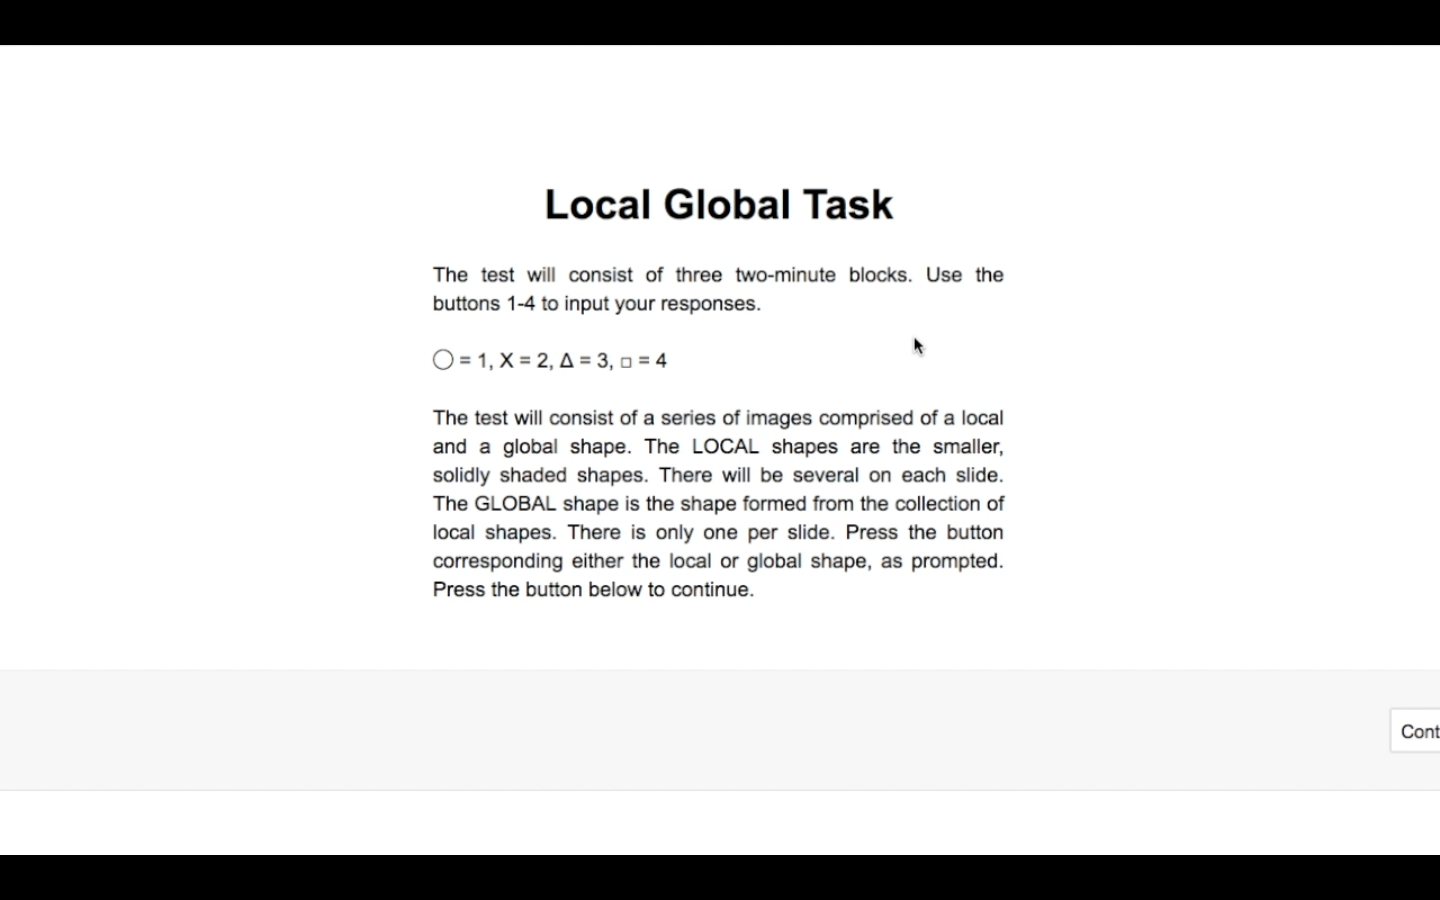 Local Global Task
The test will consist of three two-minute blocks. Use the
buttons 1-4 to input your responses.
◯ = 1, X = 2, Δ = 3, □ = 4
The test will consist of a series of images comprised of a local
and a global shape. The LOCAL shapes are the smaller,
solidly shaded shapes. There will be several on each slide.
The GLOBAL shape is the shape formed from the collection of
local shapes. There is only one per slide. Press the button
corresponding either the local or global shape, as prompted.
Press the button below to continue.
Cont